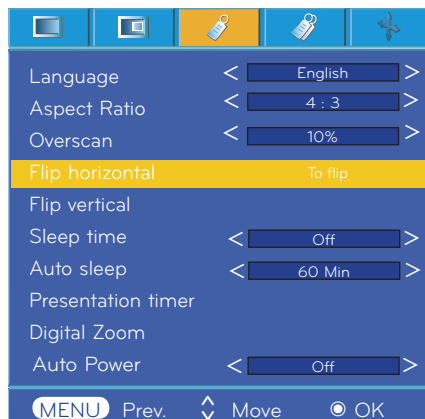 Language < English >
Aspect Ratio < 4 : 3 >
Overscan < 10% >
Flip horizontal To flip
Flip vertical
Sleep time < Off >
Auto sleep < 60 Min >
Presentation timer
Digital Zoom
Auto Power < Off >
MENU Prev. Move OK